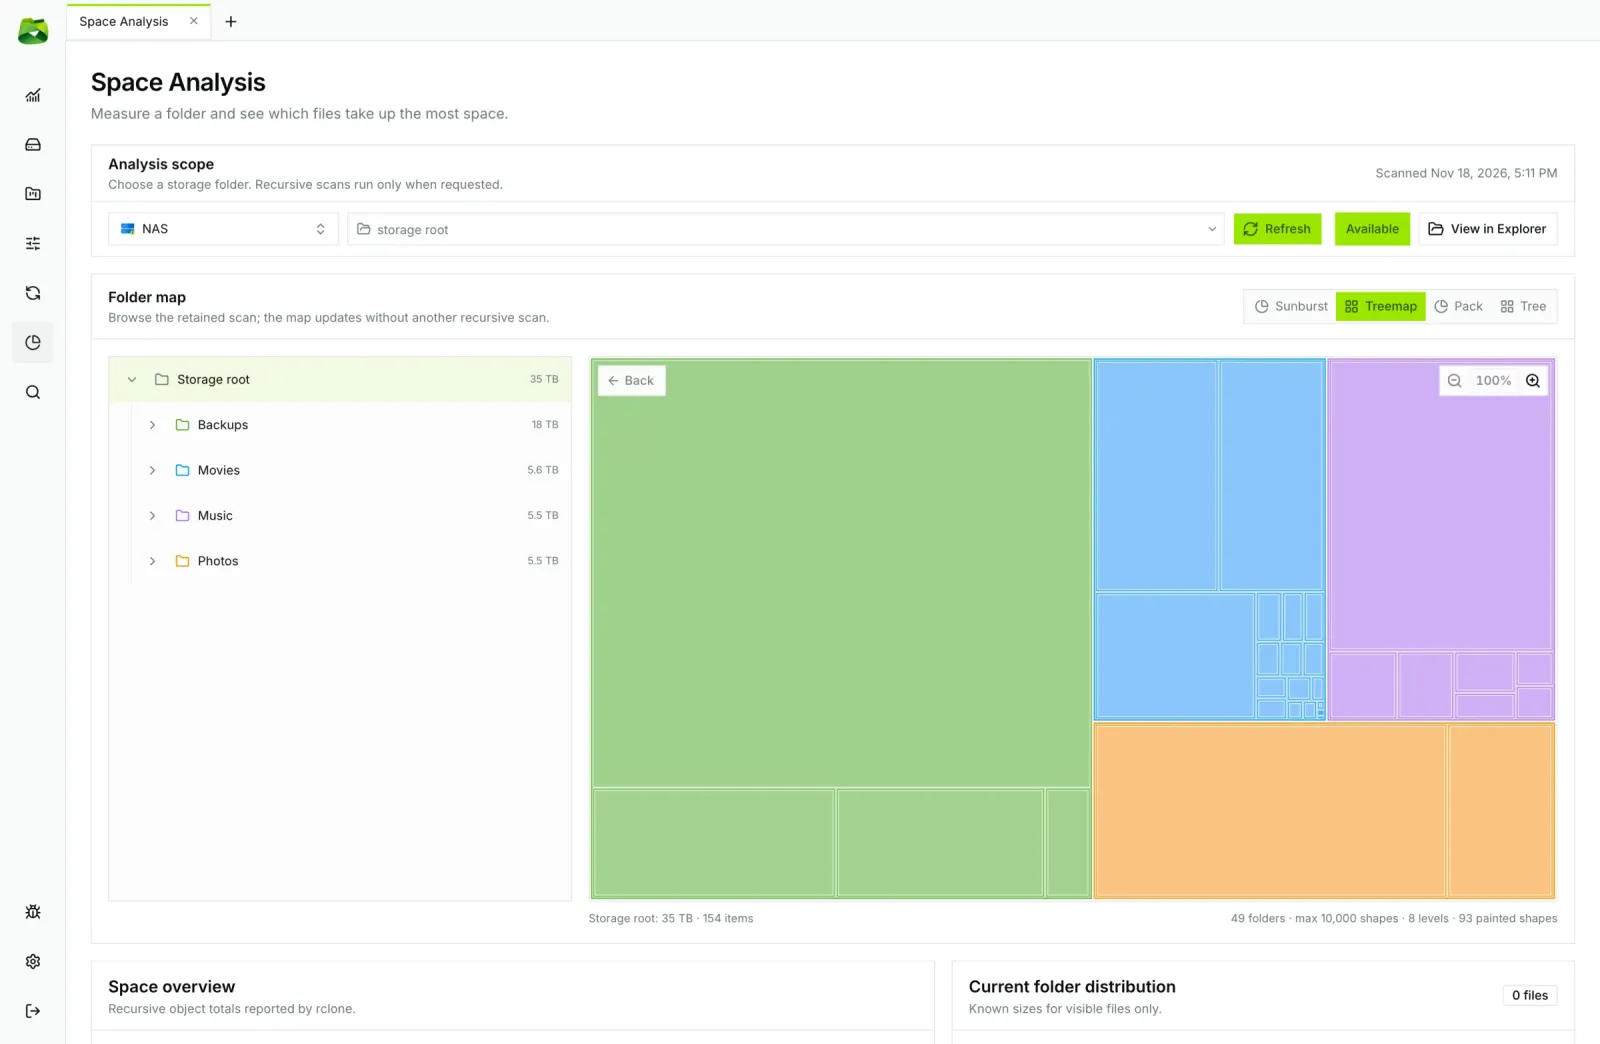 Space Analysis
Space Analysis
Measure a folder and see which files take up the most space.
Analysis scope
Choose a storage folder. Recursive scans run only when requested.
Scanned Nov 18, 2026, 5:11 PM
NAS
storage root
Refresh
Available
View in Explorer
Folder map
Browse the retained scan; the map updates without another recursive scan.
Sunburst
Treemap
Pack
Tree
Storage root 35 TB
Backups 18 TB
Movies 5.6 TB
Music 5.5 TB
Photos 5.5 TB
Back
100%
Storage root: 35 TB · 154 items
49 folders · max 10,000 shapes · 8 levels · 93 painted shapes
Space overview
Recursive object totals reported by rclone.
Current folder distribution
Known sizes for visible files only.
0 files